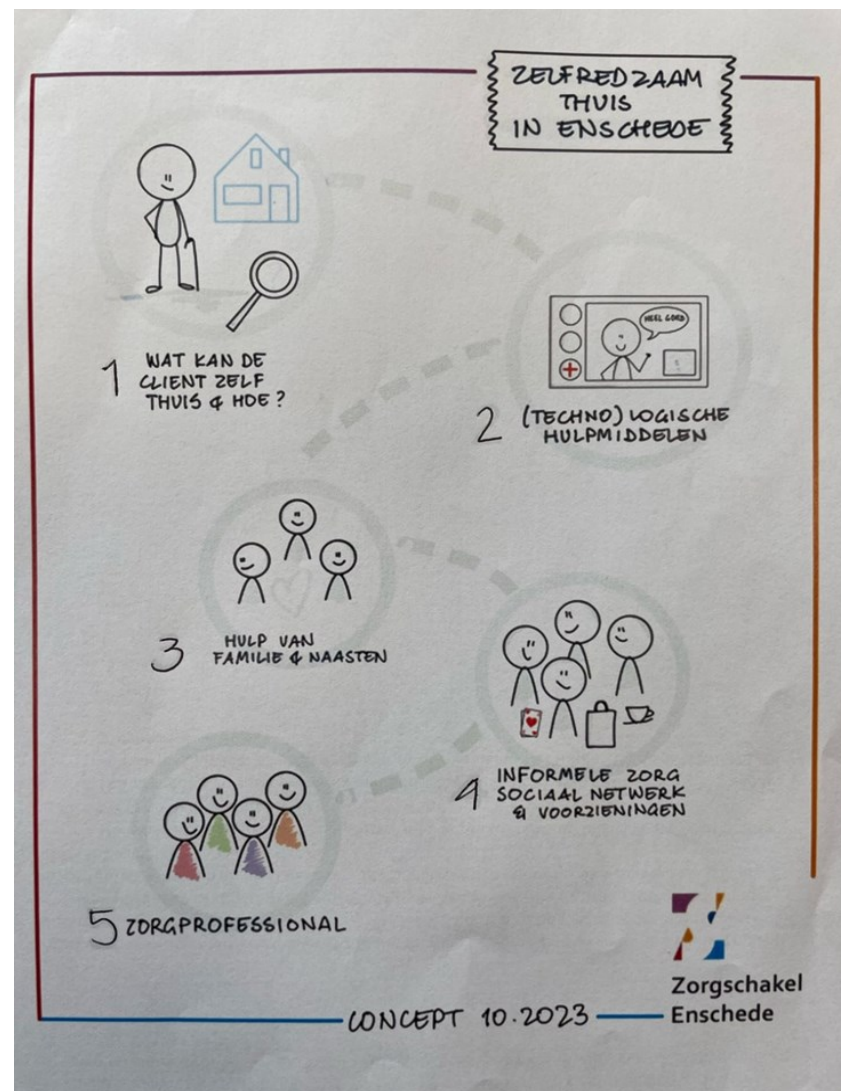 ZELFREDZAAM
THUIS
IN ENSCHEDE
1 WAT KAN DE
CLIENT ZELF
THUIS & HOE?
HEEL GOED
2 (TECHNO) LOGISCHE
HULPMIDDELEN
3 HULP VAN
FAMILIE & NAASTEN
4 INFORMELE ZORG
SOCIAAL NETWERK
& VOORZIENINGEN
5 ZORGPROFESSIONAL
Zorgschakel
Enschede
CONCEPT 10.2023